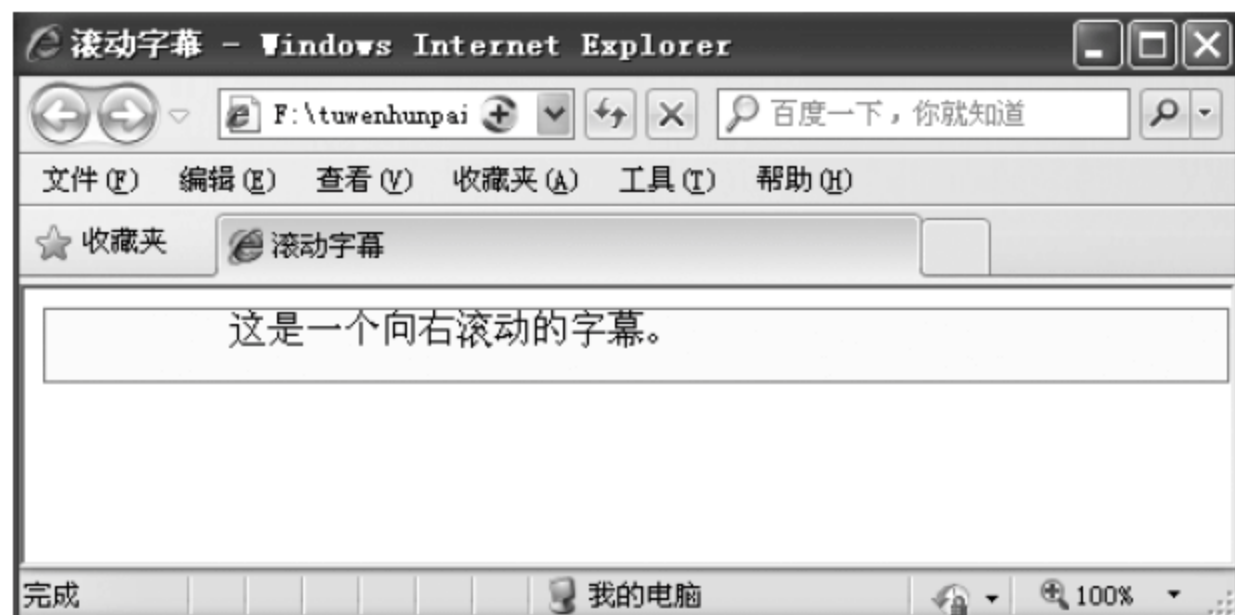 滚动字幕 - Windows Internet Explorer
F:\tuwenhunpai 百度一下，你就知道
文件(F) 编辑(E) 查看(V) 收藏夹(A) 工具(T) 帮助(H)
收藏夹 滚动字幕
这是一个向右滚动的字幕。
完成 我的电脑 100%